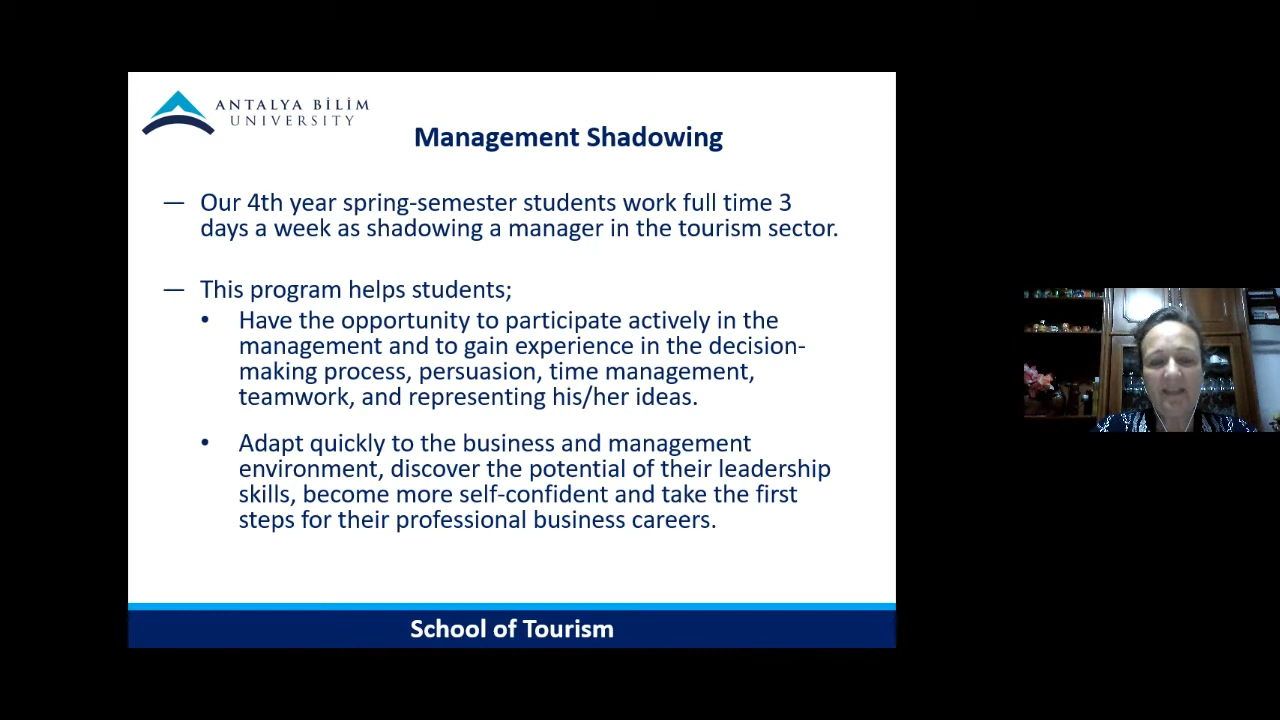 ANTALYA BİLİM
UNIVERSITY
Management Shadowing
— Our 4th year spring-semester students work full time 3
days a week as shadowing a manager in the tourism sector.
— This program helps students;
• Have the opportunity to participate actively in the
management and to gain experience in the decision-
making process, persuasion, time management,
teamwork, and representing his/her ideas.
• Adapt quickly to the business and management
environment, discover the potential of their leadership
skills, become more self-confident and take the first
steps for their professional business careers.
School of Tourism